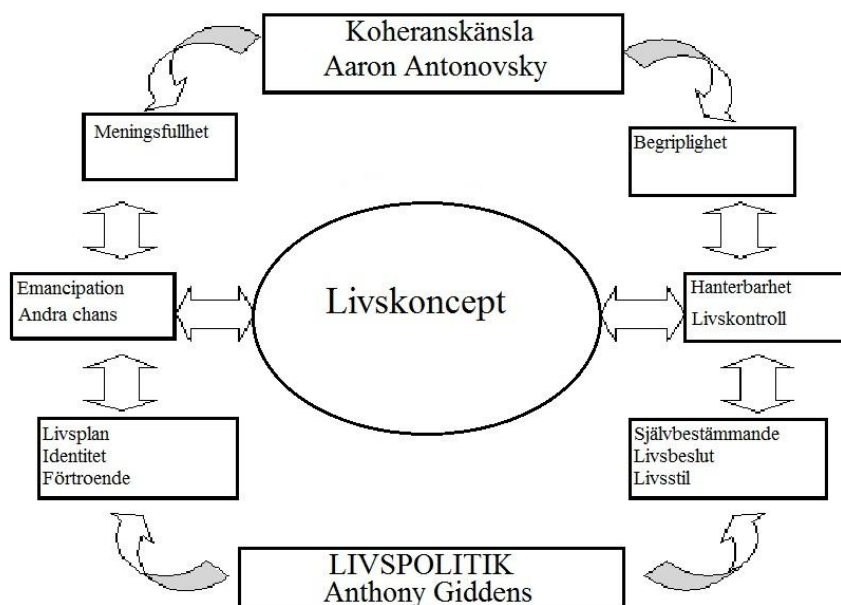 Koheranskänsla
Aaron Antonovsky
Meningsfullhet
Begriplighet
Emancipation
Andra chans
Livskoncept
Hanterbarhet
Livskontroll
Livsplan
Identitet
Förtroende
Självbestämmande
Livsbeslut
Livsstil
LIVSPOLITIK
Anthony Giddens